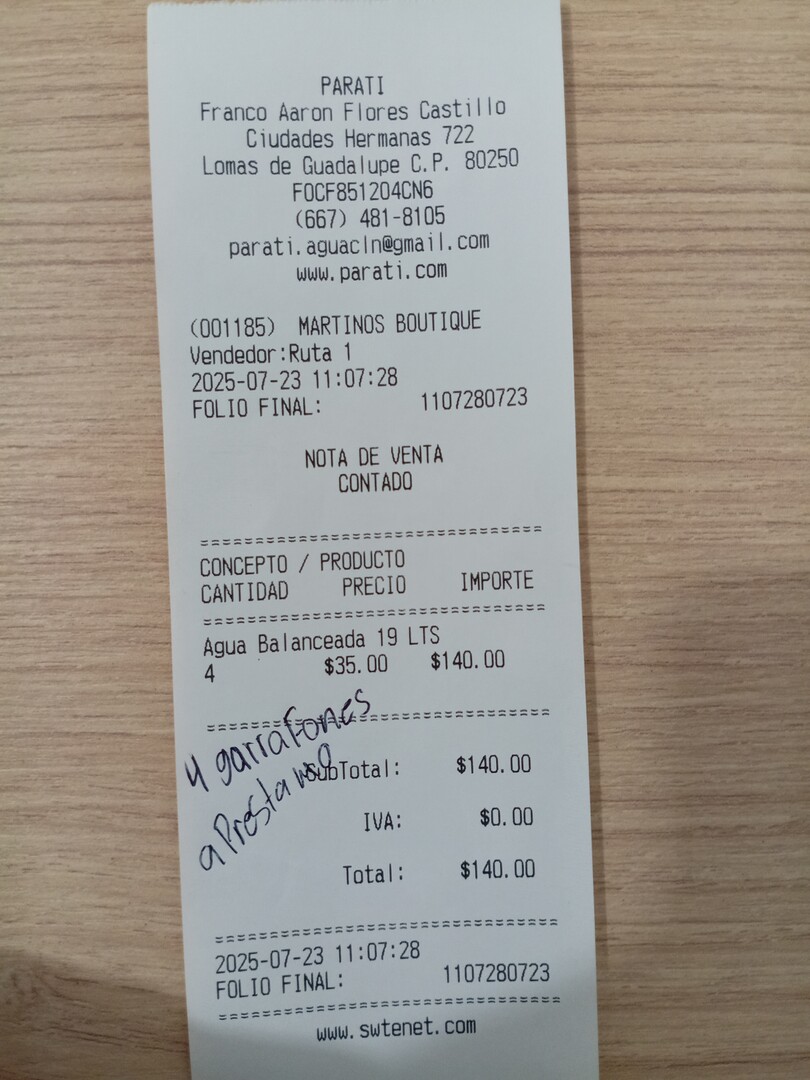 PARATI
Franco Aaron Flores Castillo
Ciudades Hermanas 722
Lomas de Guadalupe C.P. 80250
FOCF851204CN6
(667) 481-8105
parati.aguacln@gmail.com
www.parati.com
(001185) MARTINOS BOUTIQUE
Vendedor:Ruta 1
2025-07-23 11:07:28
FOLIO FINAL: 1107280723
NOTA DE VENTA
CONTADO
==============================
CONCEPTO / PRODUCTO
CANTIDAD PRECIO IMPORTE
==============================
Agua Balanceada 19 LTS
4 $35.00 $140.00
==============================
4 garrafones
a Prestamo
SubTotal: $140.00
IVA: $0.00
Total: $140.00
==============================
2025-07-23 11:07:28
FOLIO FINAL: 1107280723
==============================
www.swtenet.com